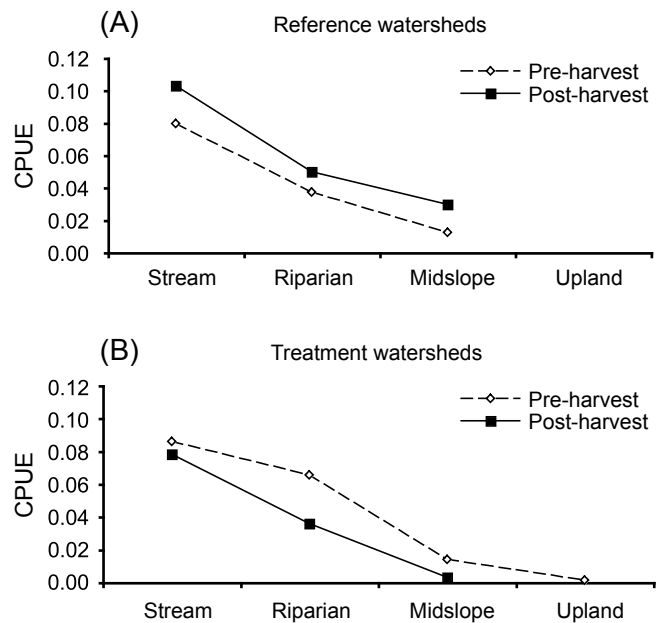 (A)
Reference watersheds
0.12
0.10
0.08
0.06
0.04
0.02
0.00
CPUE
Pre-harvest
Post-harvest
Stream Riparian Midslope Upland
(B)
Treatment watersheds
0.12
0.10
0.08
0.06
0.04
0.02
0.00
CPUE
Pre-harvest
Post-harvest
Stream Riparian Midslope Upland